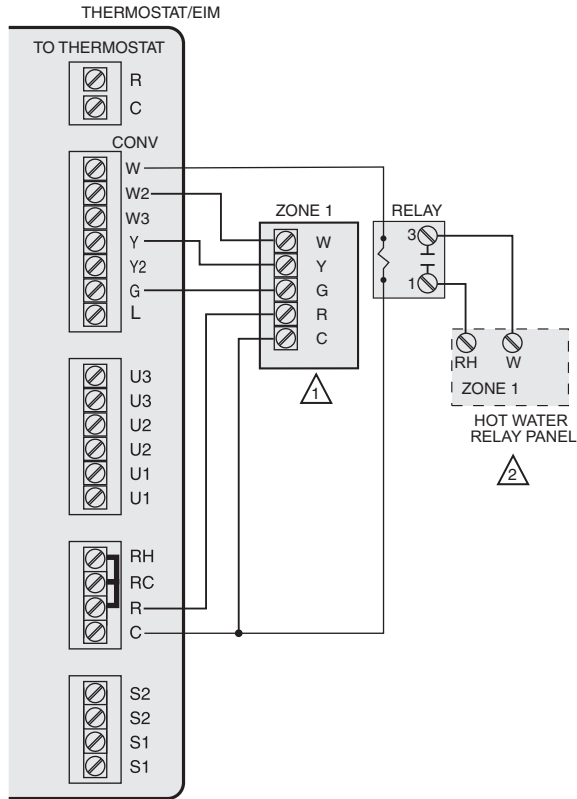 THERMOSTAT/EIM
TO THERMOSTAT
R
C
CONV
W
W2
W3
Y
Y2
G
L
U3
U3
U2
U2
U1
U1
RH
RC
R
C
S2
S2
S1
S1
ZONE 1
W
Y
G
R
C
1
RELAY
3
1
RH
W
ZONE 1
HOT WATER
RELAY PANEL
2